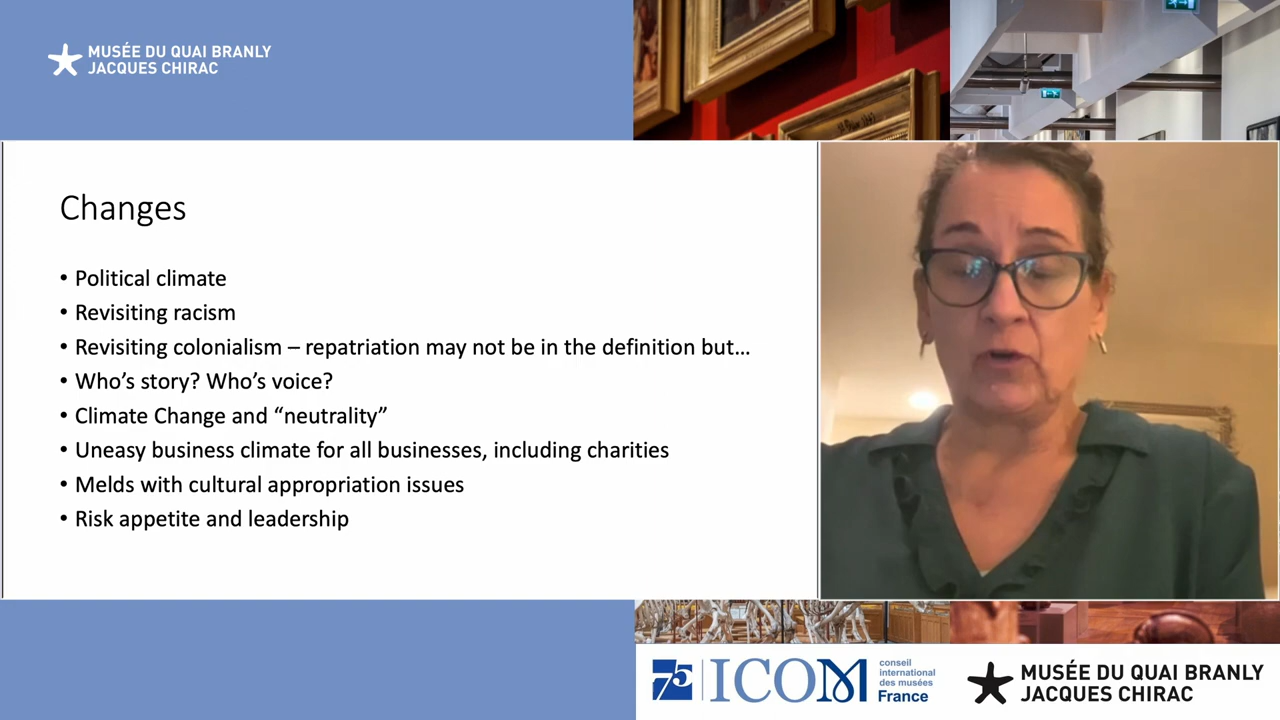 MUSÉE DU QUAI BRANLY
JACQUES CHIRAC
Changes
• Political climate
• Revisiting racism
• Revisiting colonialism – repatriation may not be in the definition but…
• Who’s story? Who’s voice?
• Climate Change and “neutrality”
• Uneasy business climate for all businesses, including charities
• Melds with cultural appropriation issues
• Risk appetite and leadership
75
ICOM
conseil
international
des musées
France
MUSÉE DU QUAI BRANLY
JACQUES CHIRAC